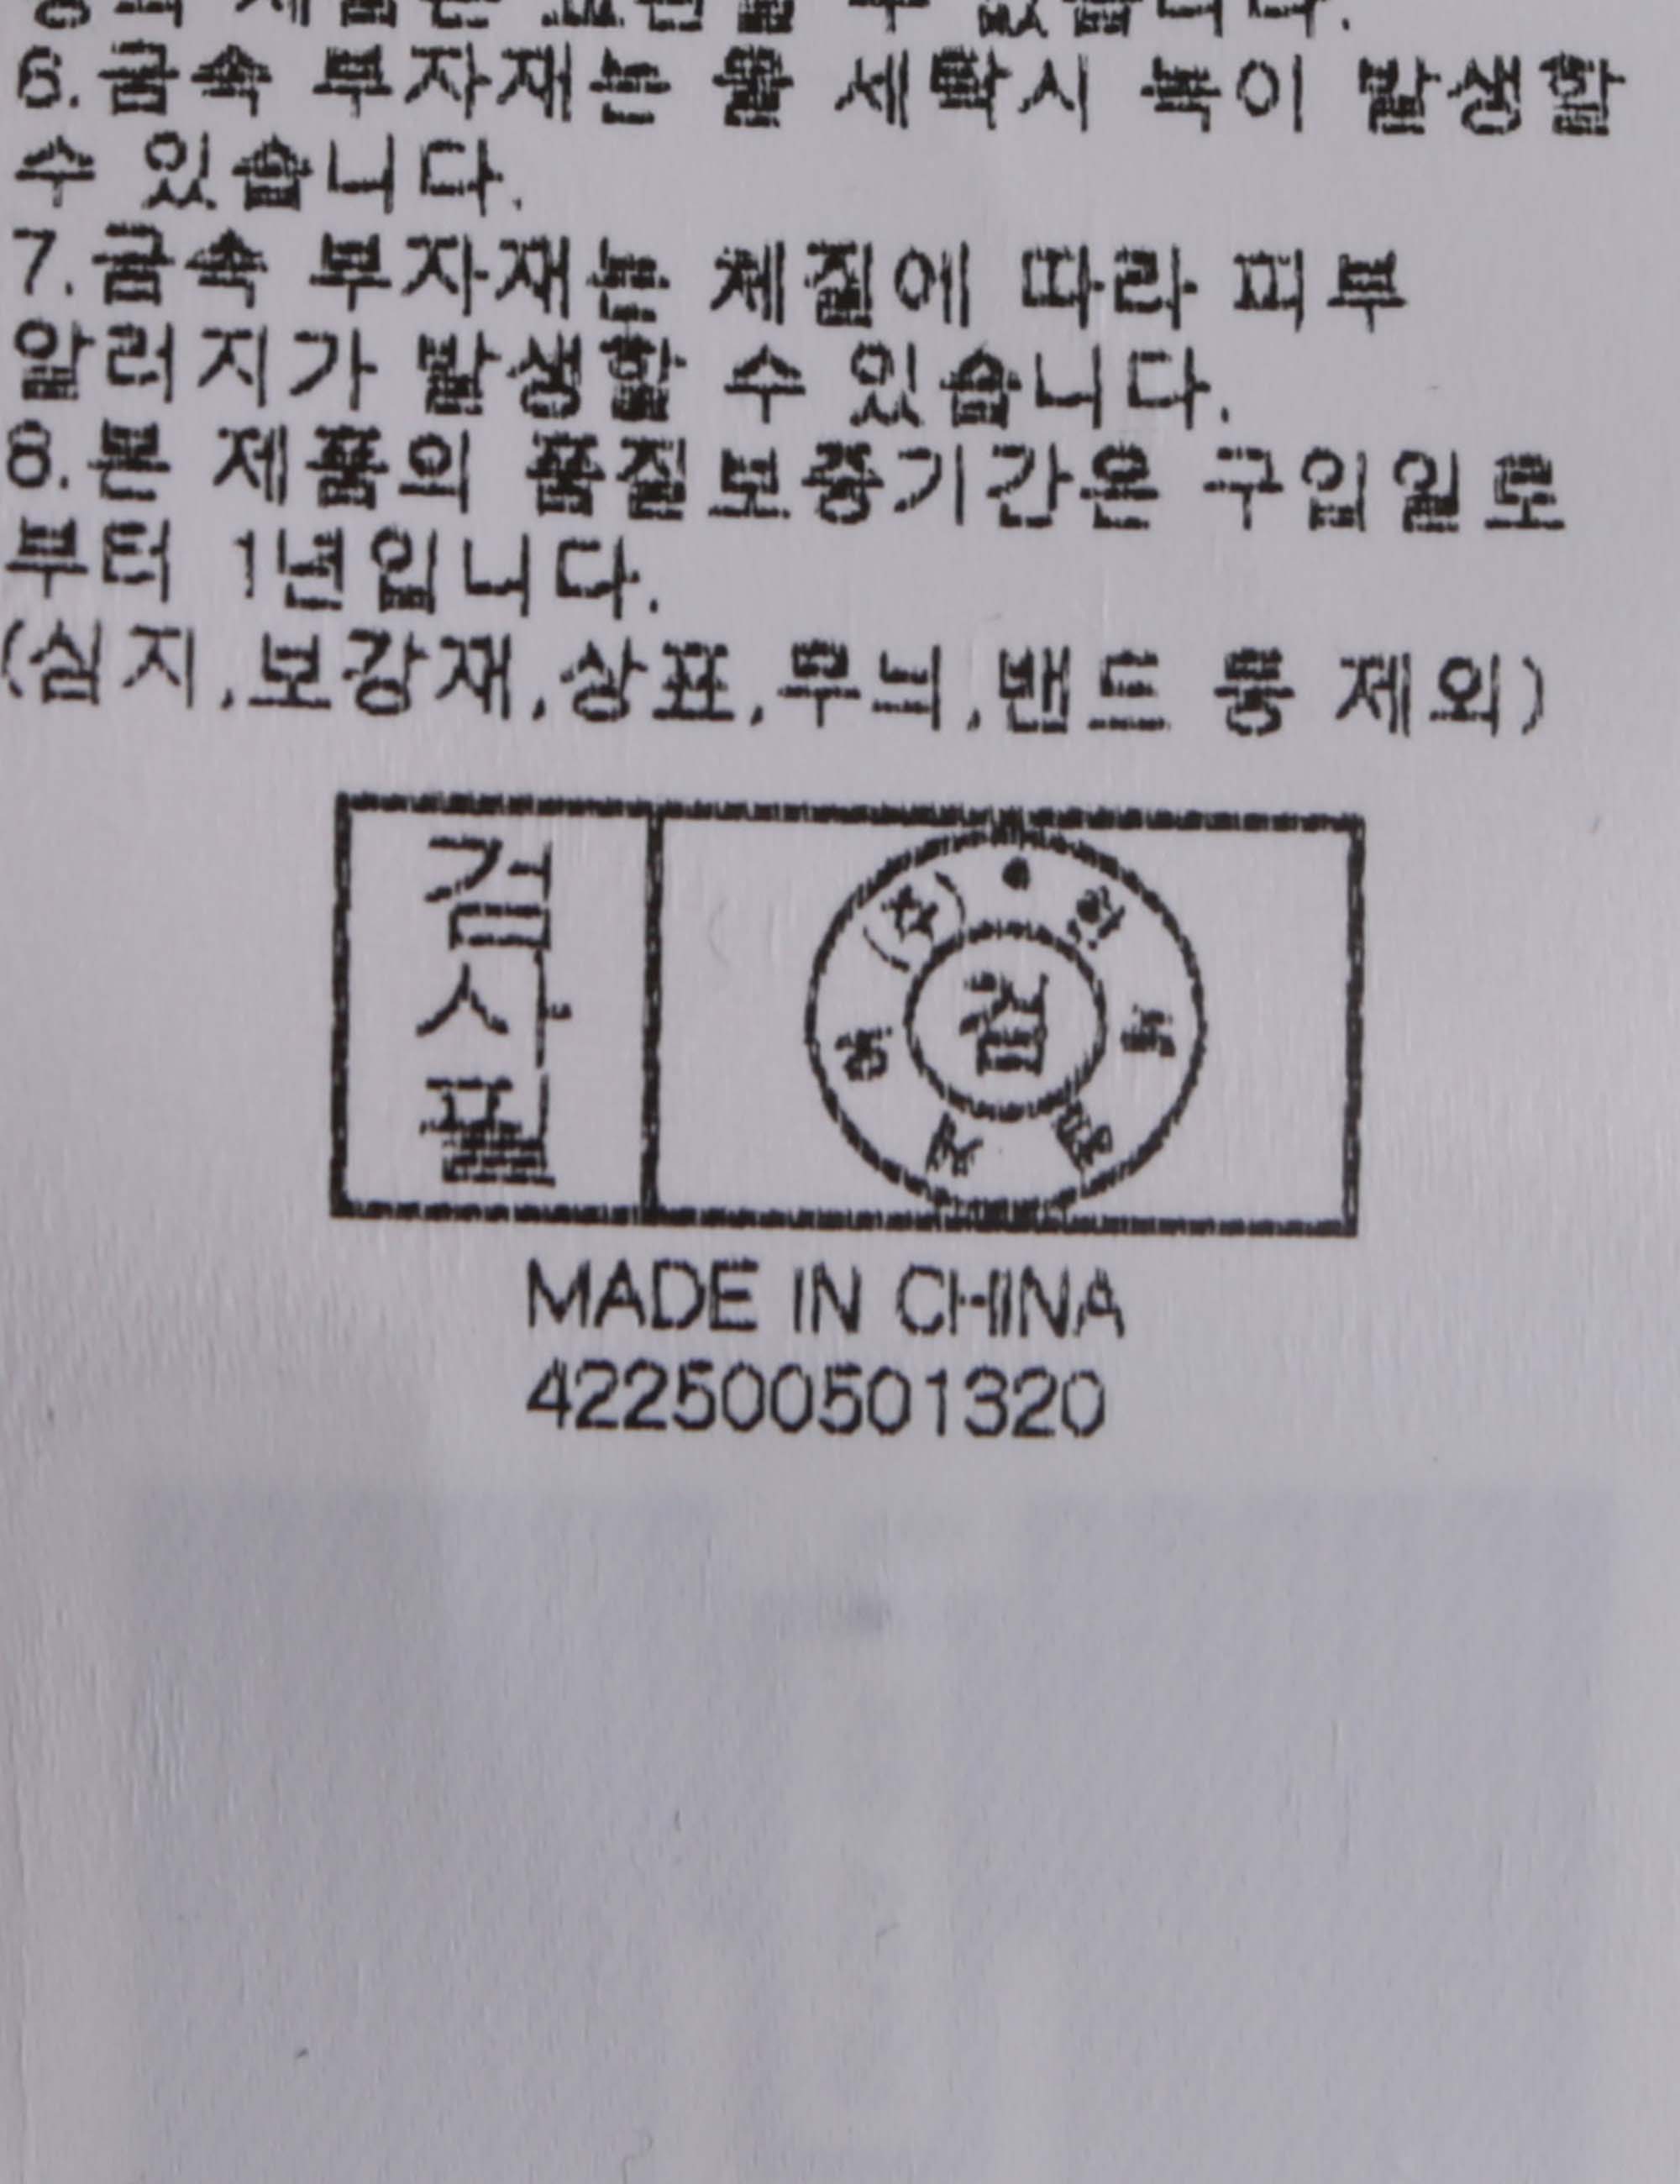 6.금속 부자재는 물 세탁시 녹이 발생할
수 있습니다.
7.금속 부자재는 체질에 따라 피부
알러지가 발생할 수 있습니다.
8.본 제품의 품질보증기간은 구입일로
부터 1년입니다.
(심지,보강재,상표,무늬,밴드 등 제외)
검
사
필
검
MADE IN CHINA
422500501320